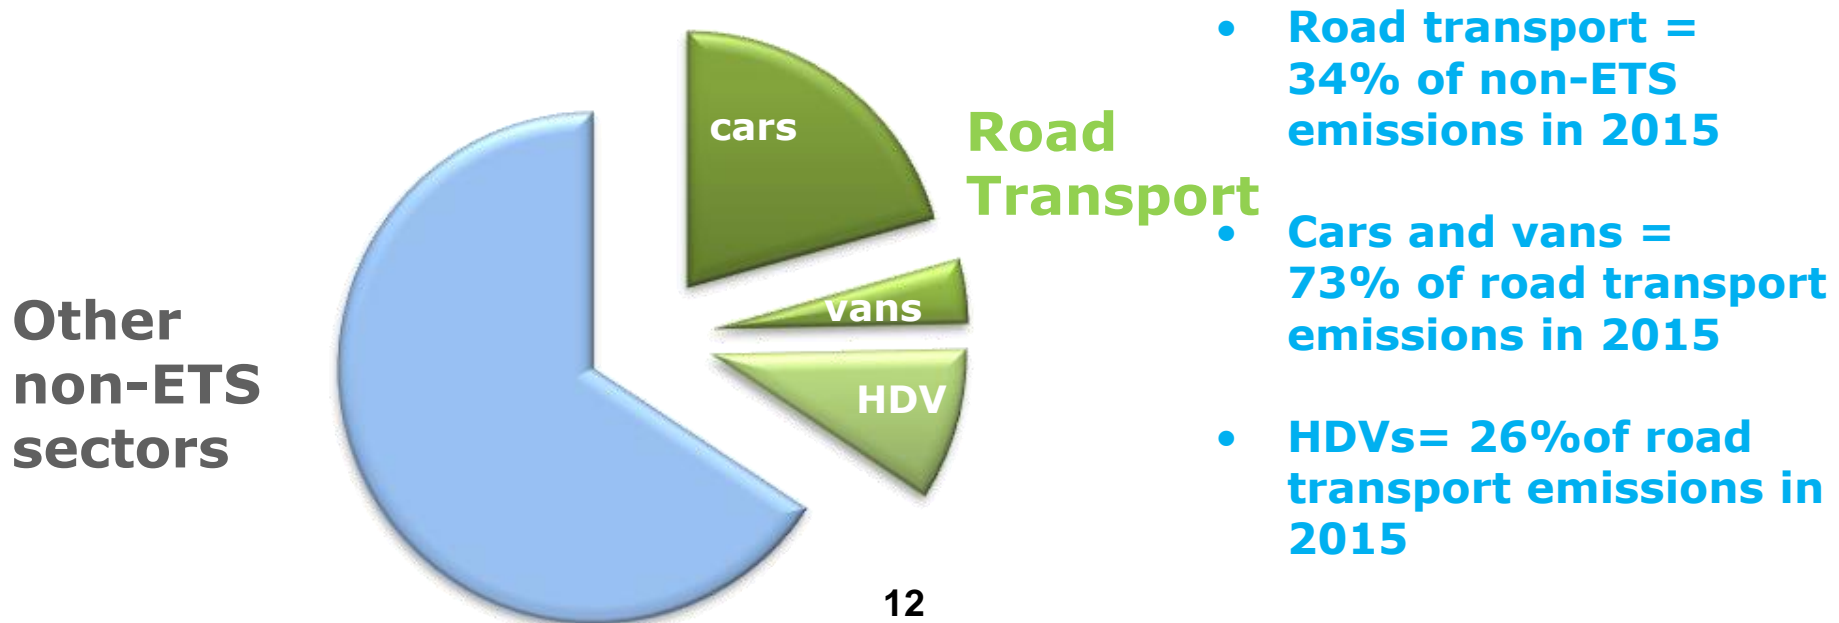 Other
non-ETS
sectors
cars
vans
HDV
Road
Transport
• Road transport =
34% of non-ETS
emissions in 2015
• Cars and vans =
73% of road transport
emissions in 2015
• HDVs= 26%of road
transport emissions in
2015
12